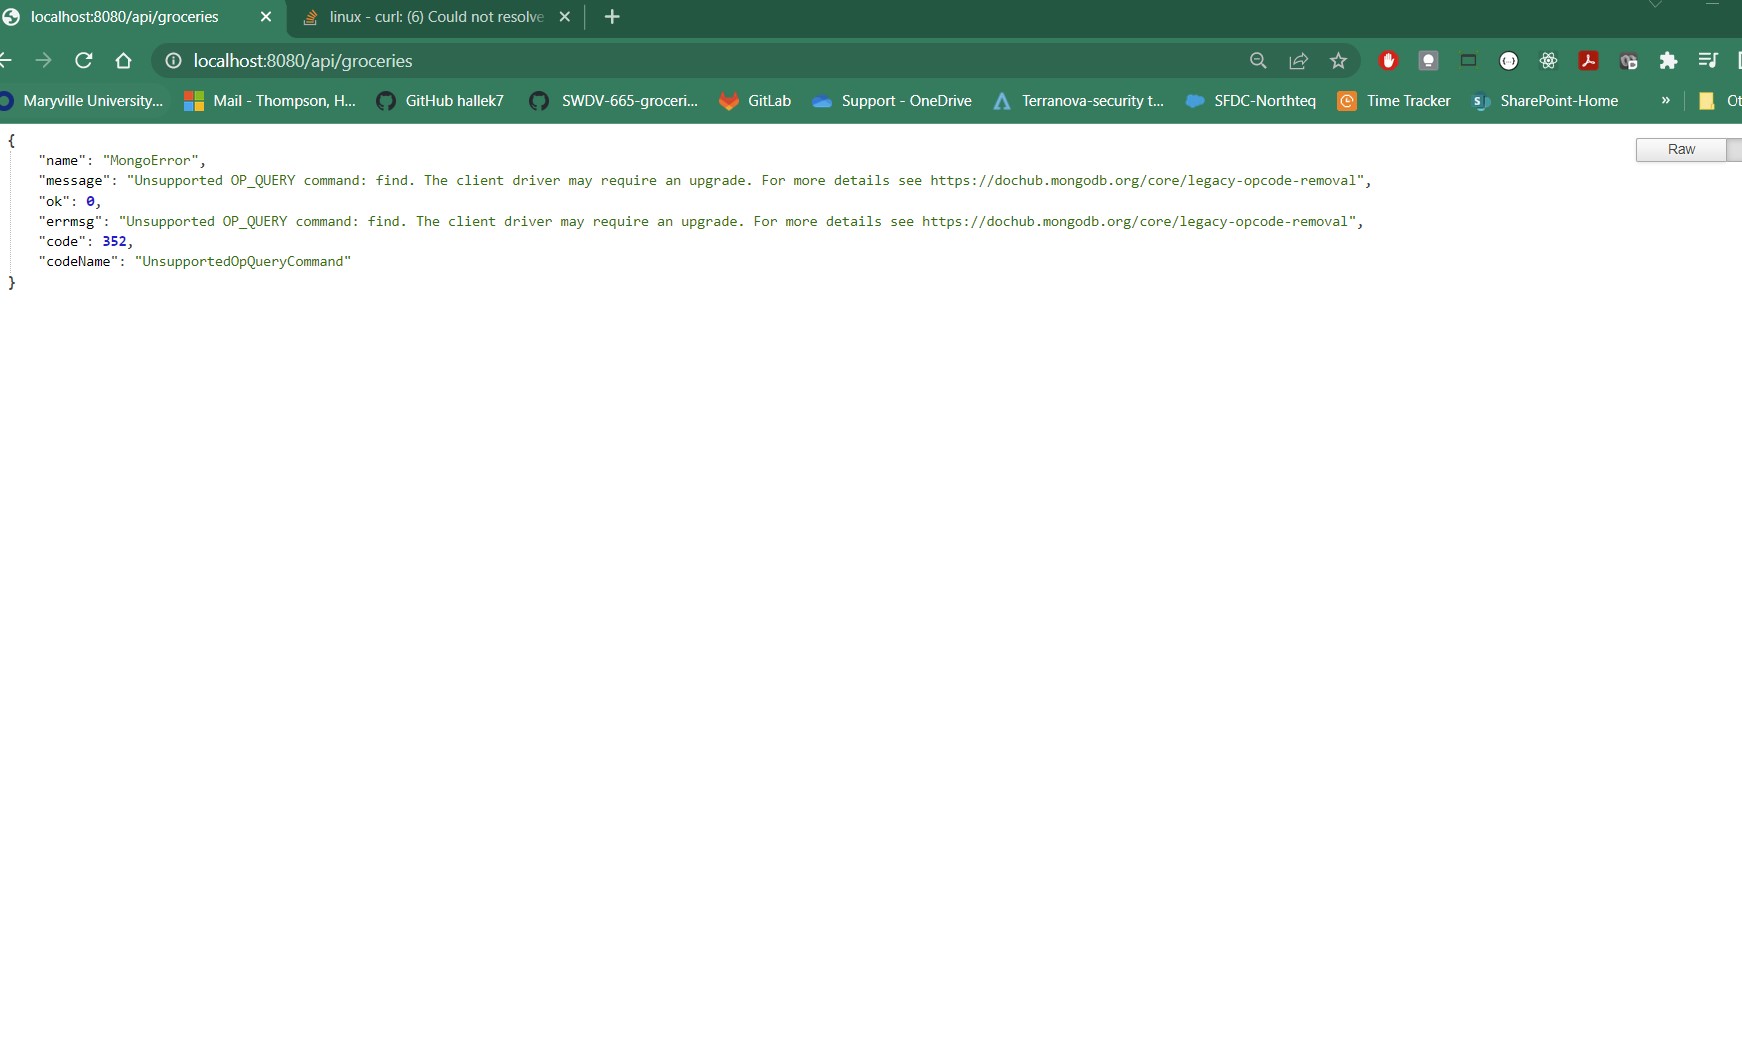 localhost:8080/api/groceries
linux - curl: (6) Could not resolve
localhost:8080/api/groceries
Maryville University... Mail - Thompson, H... GitHub hallek7 SWDV-665-groceri... GitLab Support - OneDrive Terranova-security t... SFDC-Northteq Time Tracker SharePoint-Home » Ot
Raw
{
"name": "MongoError",
"message": "Unsupported OP_QUERY command: find. The client driver may require an upgrade. For more details see https://dochub.mongodb.org/core/legacy-opcode-removal",
"ok": 0,
"errmsg": "Unsupported OP_QUERY command: find. The client driver may require an upgrade. For more details see https://dochub.mongodb.org/core/legacy-opcode-removal",
"code": 352,
"codeName": "UnsupportedOpQueryCommand"
}